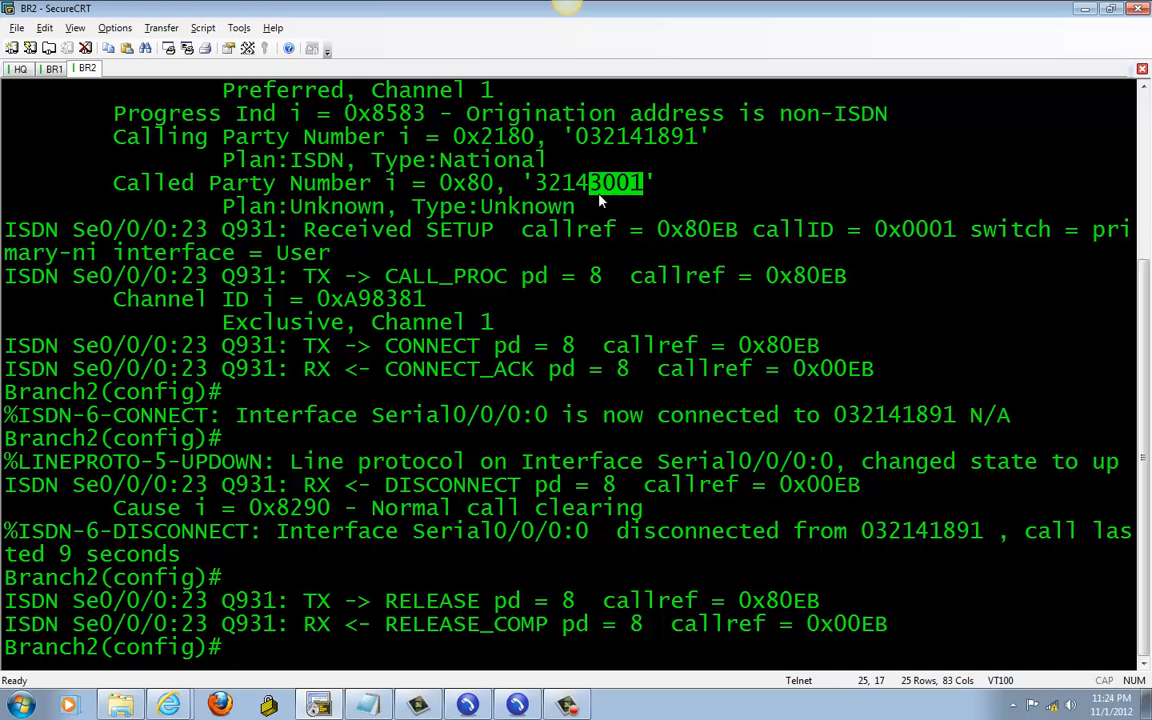 BR2 - SecureCRT
File Edit View Options Transfer Script Tools Help
HQ BR1 BR2
Preferred, Channel 1
Progress Ind i = 0x8583 - Origination address is non-ISDN
Calling Party Number i = 0x2180, '032141891'
Plan:ISDN, Type:National
Called Party Number i = 0x80, '32143001'
Plan:Unknown, Type:Unknown
ISDN Se0/0/0:23 Q931: Received SETUP  callref = 0x80EB callID = 0x0001 switch = pri
mary-ni interface = User
ISDN Se0/0/0:23 Q931: TX -> CALL_PROC pd = 8  callref = 0x80EB
Channel ID i = 0xA98381
Exclusive, Channel 1
ISDN Se0/0/0:23 Q931: TX -> CONNECT pd = 8  callref = 0x80EB
ISDN Se0/0/0:23 Q931: RX <- CONNECT_ACK pd = 8  callref = 0x00EB
Branch2(config)#
%ISDN-6-CONNECT: Interface Serial0/0/0:0 is now connected to 032141891 N/A
Branch2(config)#
%LINEPROTO-5-UPDOWN: Line protocol on Interface Serial0/0/0:0, changed state to up
ISDN Se0/0/0:23 Q931: RX <- DISCONNECT pd = 8  callref = 0x00EB
Cause i = 0x8290 - Normal call clearing
%ISDN-6-DISCONNECT: Interface Serial0/0/0:0  disconnected from 032141891 , call las
ted 9 seconds
Branch2(config)#
ISDN Se0/0/0:23 Q931: TX -> RELEASE pd = 8  callref = 0x80EB
ISDN Se0/0/0:23 Q931: RX <- RELEASE_COMP pd = 8  callref = 0x00EB
Branch2(config)#
Ready Telnet 25, 17 25 Rows, 83 Cols VT100 CAP NUM
11:24 PM
11/1/2012